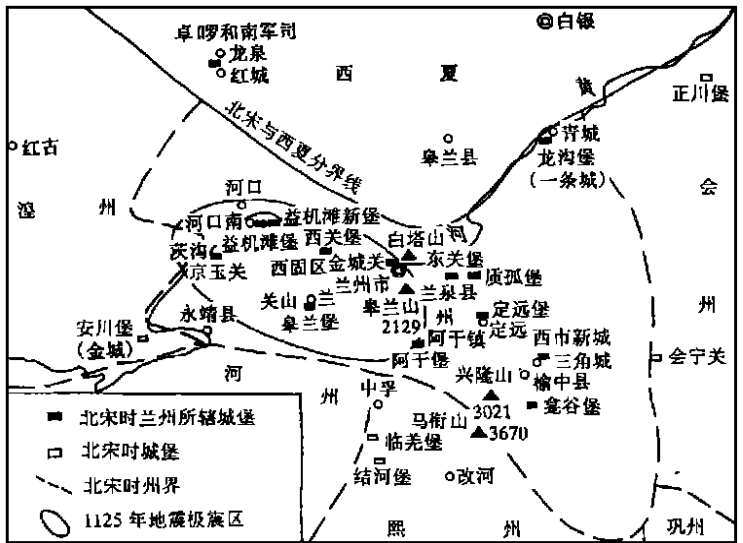 卓啰和南军司
龙泉
红城
西 夏
白银
黄
正川堡
北宋与西夏分界线
红古
皋兰县
青城
龙沟堡
(一条城)
会
湟 州
河口
河口南
益机滩新堡
茨沟
益机滩堡
西关堡
白塔山
河
京玉关
西固区
金城关
东关堡
兰州市
兰泉县
质孤堡
关山
兰
皋兰堡
皋兰山
2129
州
定远堡
定远
州
永靖县
安川堡
(金城)
阿干镇
阿干堡
西市新城
三角城
会宁关
河
州
中孚
兴隆山
3021
榆中县
龛谷堡
马衔山
3670
临羌堡
结河堡
改河
熙 州
巩州
北宋时兰州所辖城堡
北宋时城堡
北宋时州界
1125年地震极震区